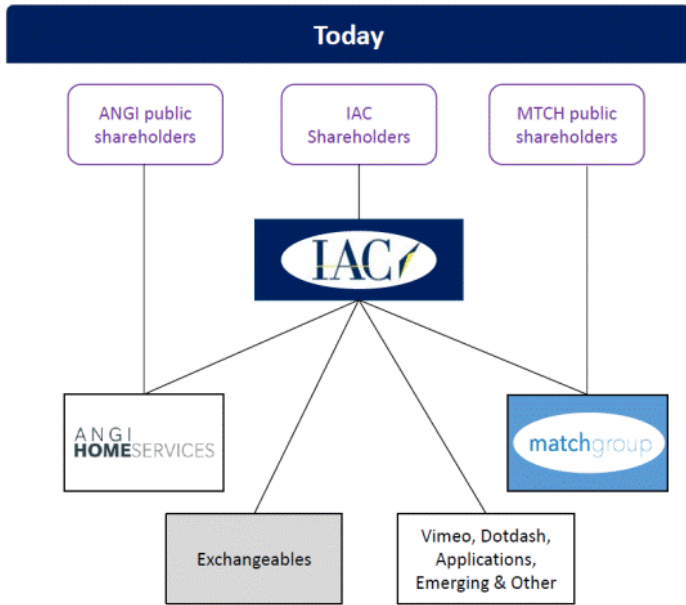 Today
ANGI public
shareholders
IAC
Shareholders
MTCH public
shareholders
IAC
ANGI
HOMESERVICES
matchgroup
Exchangeables
Vimeo, Dotdash,
Applications,
Emerging & Other